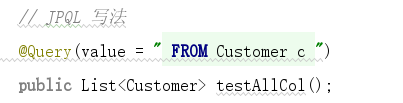 // JPQL 写法
@Query(value = " FROM Customer c ")
public List<Customer> testAllCol();